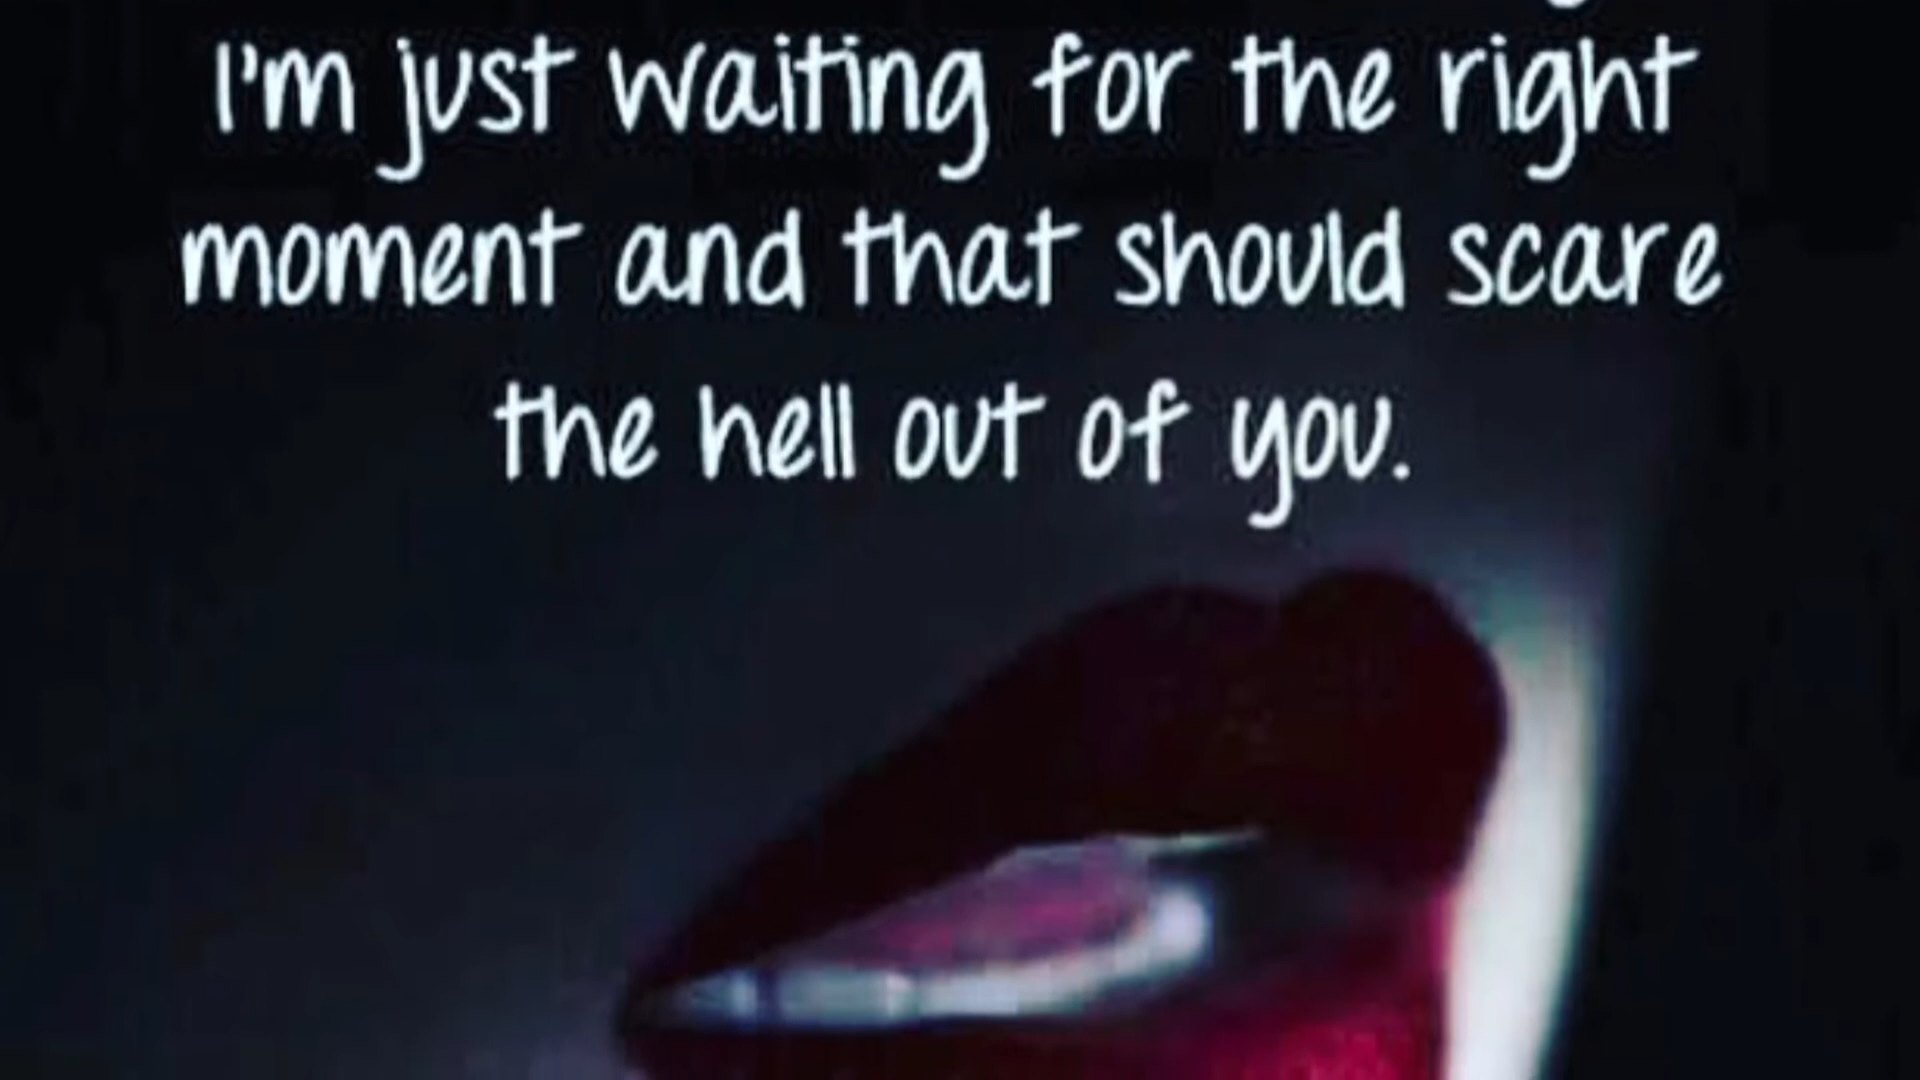 I'm just waiting for the right
moment and that should scare
the hell out of you.